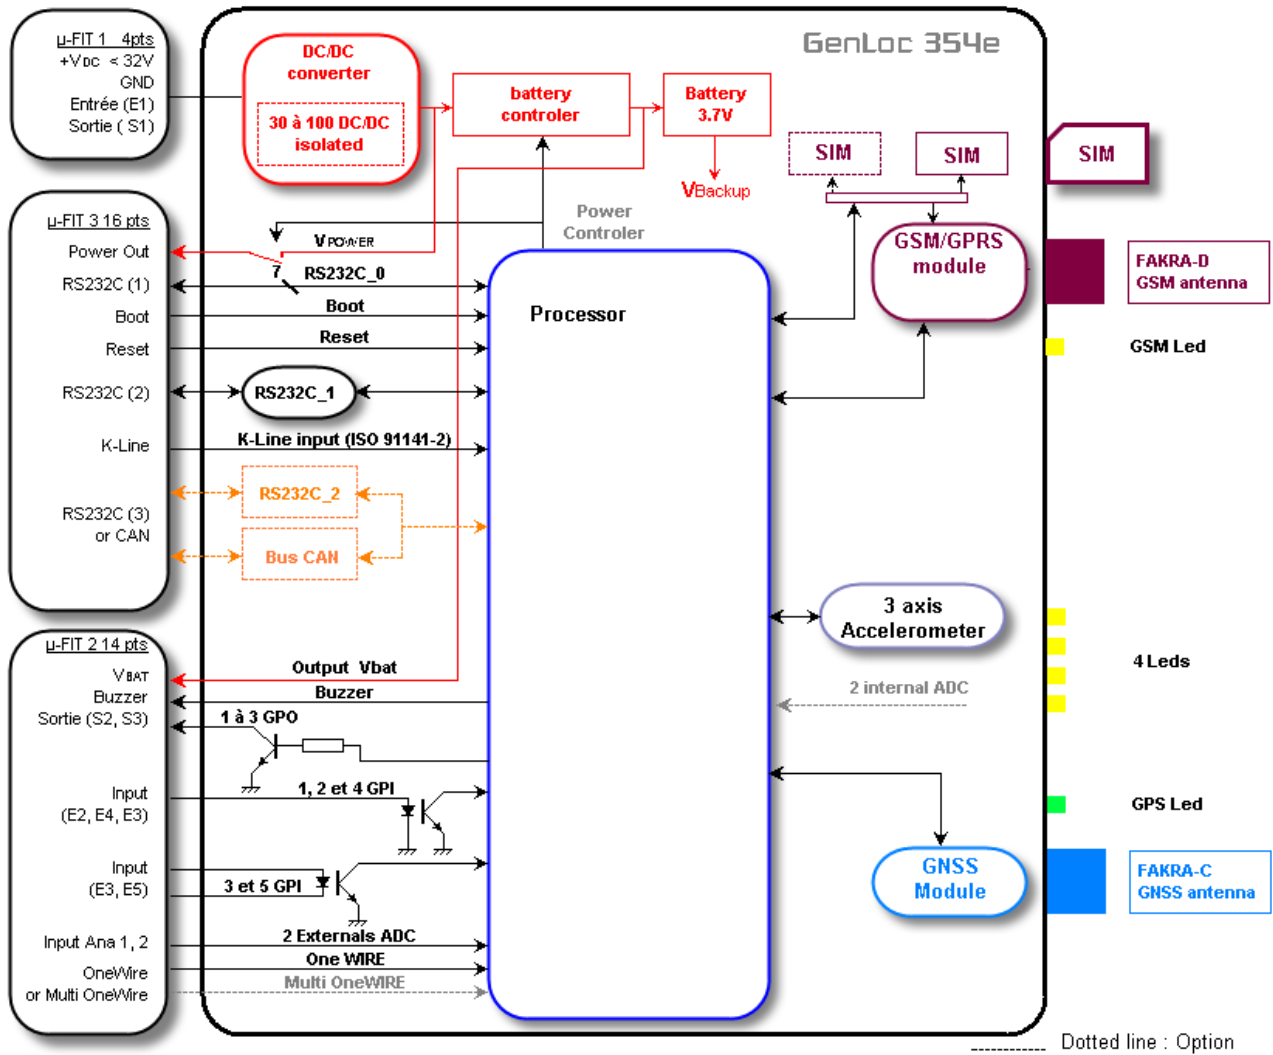 GenLoc 354e
µ-FIT 1 4pts
+VDC < 32V
GND
Entrée (E1)
Sortie ( S1)
DC/DC
converter
30 à 100 DC/DC
isolated
battery
controler
Battery
3.7V
VBackup
SIM
SIM
SIM
µ-FIT 3 16 pts
Power Out
RS232C (1)
Boot
Reset
RS232C (2)
K-Line
RS232C (3)
or CAN
V POWER
7
RS232C_0
Boot
Reset
RS232C_1
K-Line input (ISO 91141-2)
RS232C_2
Bus CAN
Power
Controler
Processor
GSM/GPRS
module
FAKRA-D
GSM antenna
GSM Led
3 axis
Accelerometer
4 Leds
2 internal ADC
µ-FIT 2 14 pts
VBAT
Buzzer
Sortie (S2, S3)
Input
(E2, E4, E3)
Input
(E3, E5)
Input Ana 1, 2
OneWire
or Multi OneWire
Output Vbat
Buzzer
1 à 3 GPO
1, 2 et 4 GPI
3 et 5 GPI
2 Externals ADC
One WIRE
Multi OneWIRE
GPS Led
GNSS
Module
FAKRA-C
GNSS antenna
Dotted line : Option